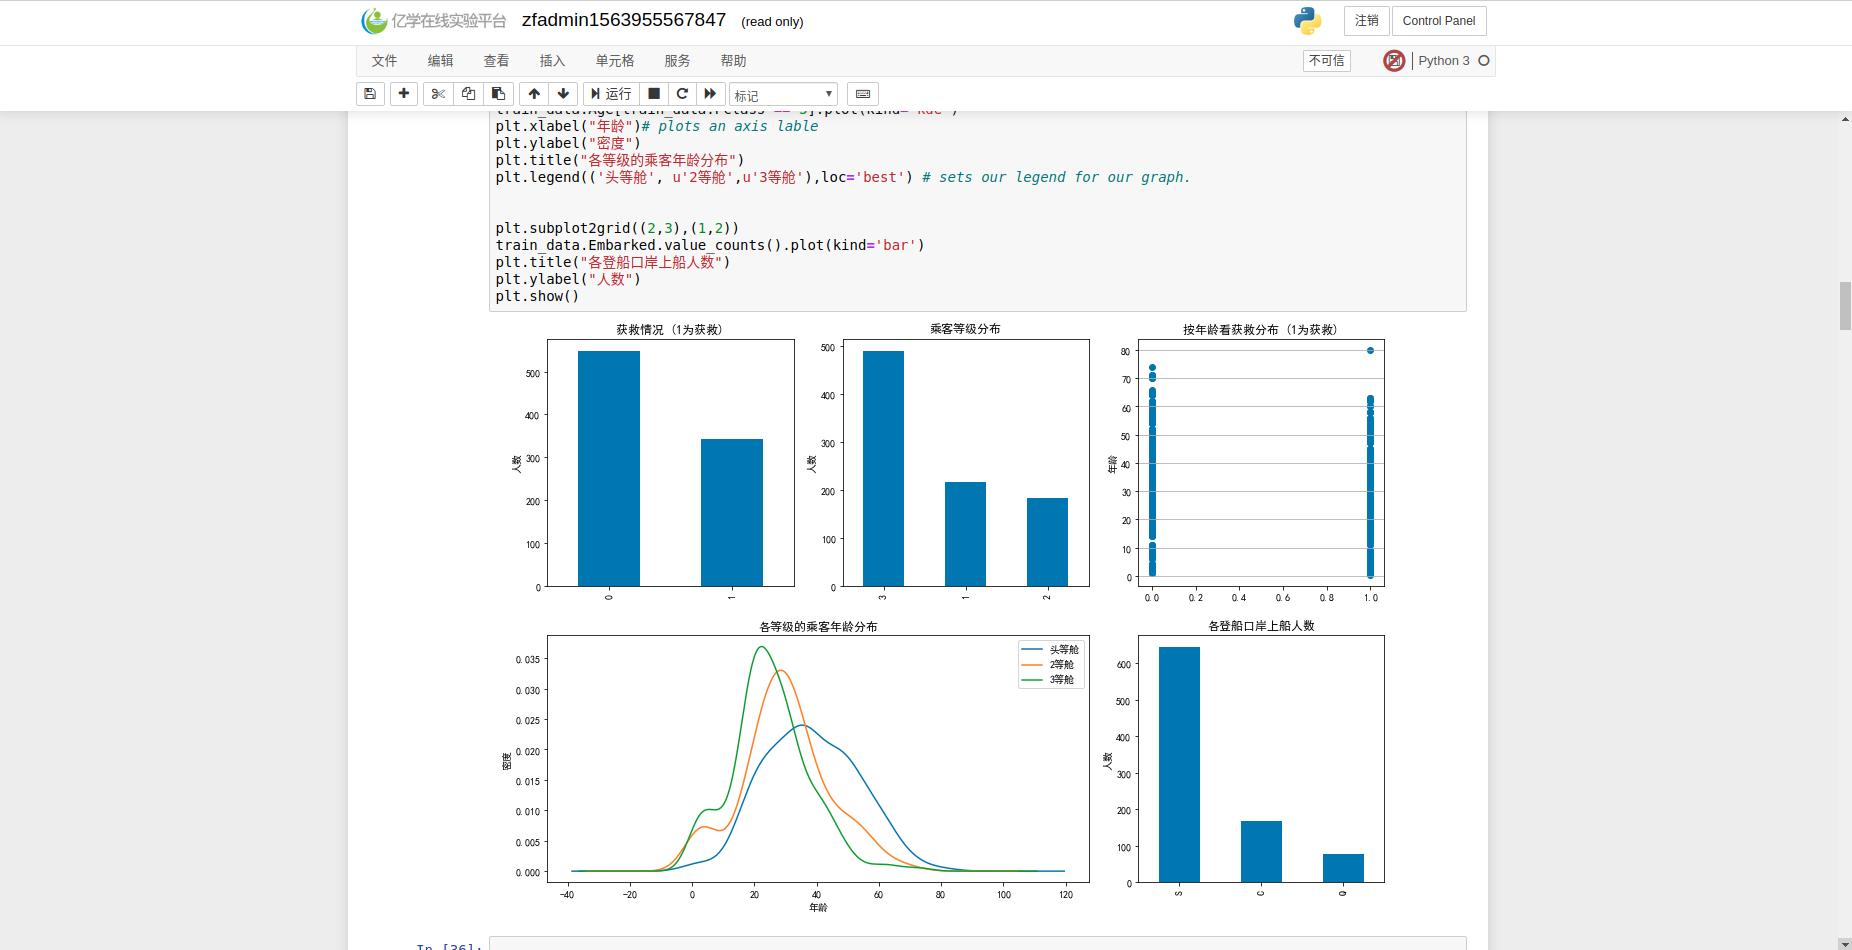 亿学在线实验平台 zfadmin1563955567847 (read only) 注销 Control Panel
文件 编辑 查看 插入 单元格 服务 帮助 不可信 Python 3
运行 标记
train_data.Age[train_data.Pclass == 3].plot(kind='kde')
plt.xlabel("年龄")# plots an axis lable
plt.ylabel("密度")
plt.title("各等级的乘客年龄分布")
plt.legend(('头等舱', u'2等舱',u'3等舱'),loc='best') # sets our legend for our graph.
plt.subplot2grid((2,3),(1,2))
train_data.Embarked.value_counts().plot(kind='bar')
plt.title("各登船口岸上船人数")
plt.ylabel("人数")
plt.show()
获救情况 (1为获救)
人数
500
400
300
200
100
0
0 1
乘客等级分布
人数
500
400
300
200
100
0
3 1 2
按年龄看获救分布 (1为获救)
年龄
80
70
60
50
40
30
20
10
0
0.0 0.2 0.4 0.6 0.8 1.0
各等级的乘客年龄分布
头等舱
2等舱
3等舱
密度
0.035
0.030
0.025
0.020
0.015
0.010
0.005
0.000
-40 -20 0 20 40 60 80 100 120
年龄
各登船口岸上船人数
人数
600
500
400
300
200
100
0
S C Q
In [36]: